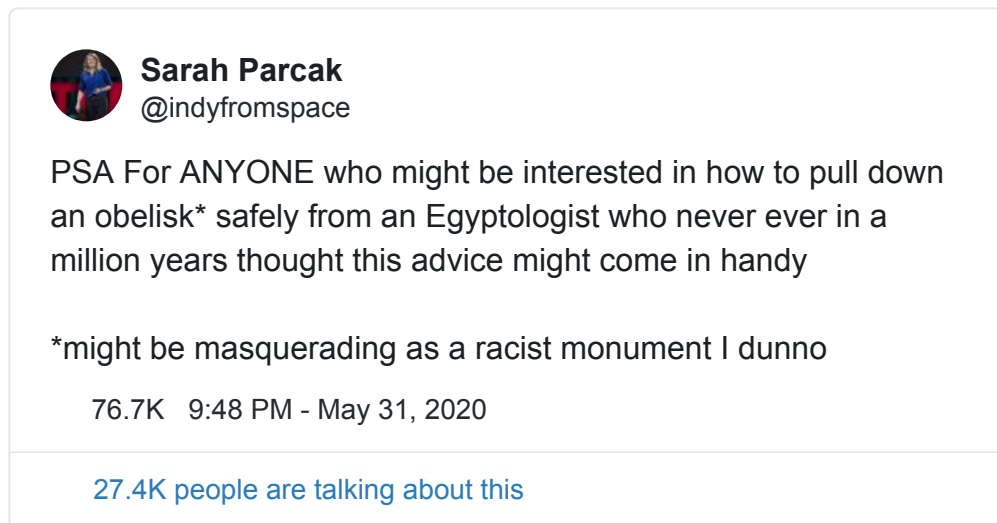 Sarah Parcak
@indyfromspace
PSA For ANYONE who might be interested in how to pull down
an obelisk* safely from an Egyptologist who never ever in a
million years thought this advice might come in handy
*might be masquerading as a racist monument I dunno
76.7K 9:48 PM - May 31, 2020
27.4K people are talking about this